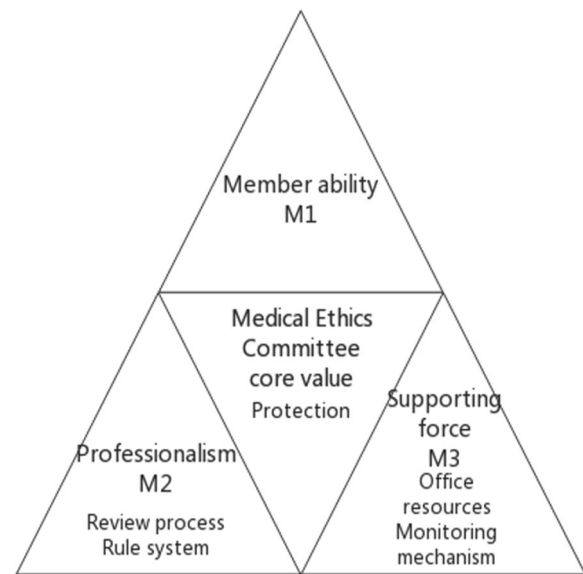 Member ability
M1
Medical Ethics
Committee
core value
Protection
Professionalism
M2
Review process
Rule system
Supporting
force
M3
Office
resources
Monitoring
mechanism